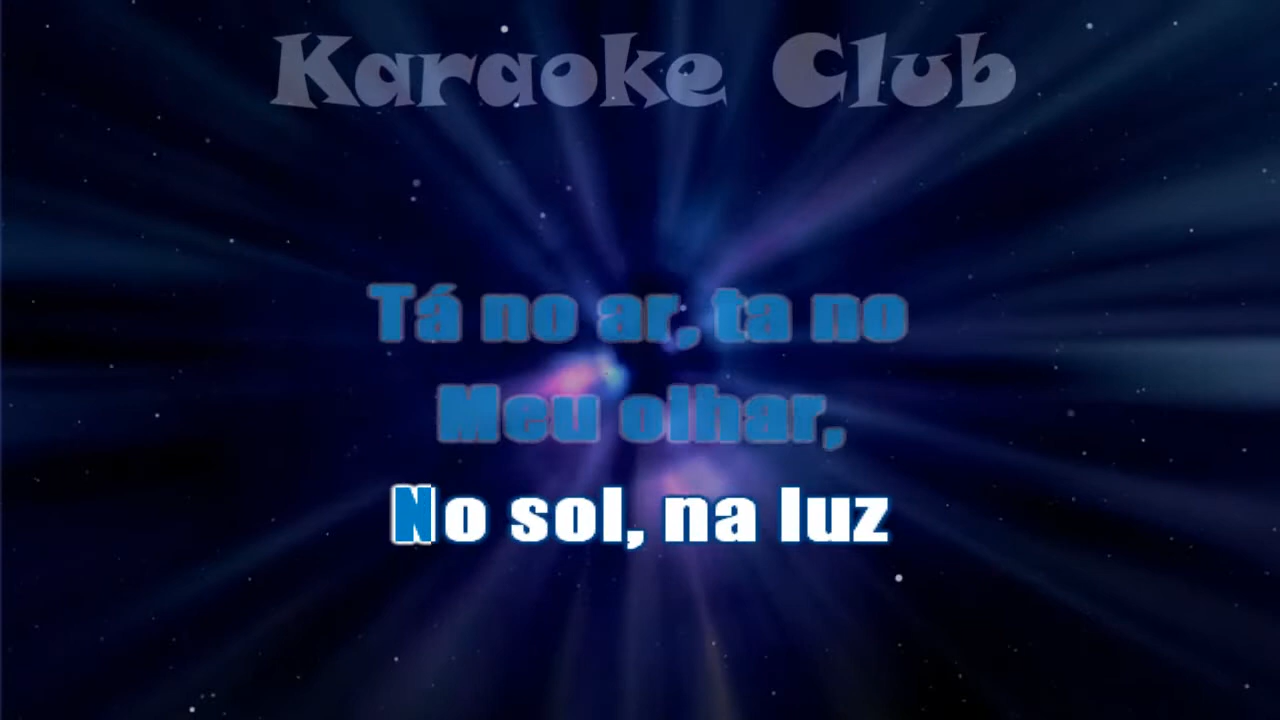 Karaoke Club
Tá no ar, ta no
Meu olhar,
No sol, na luz